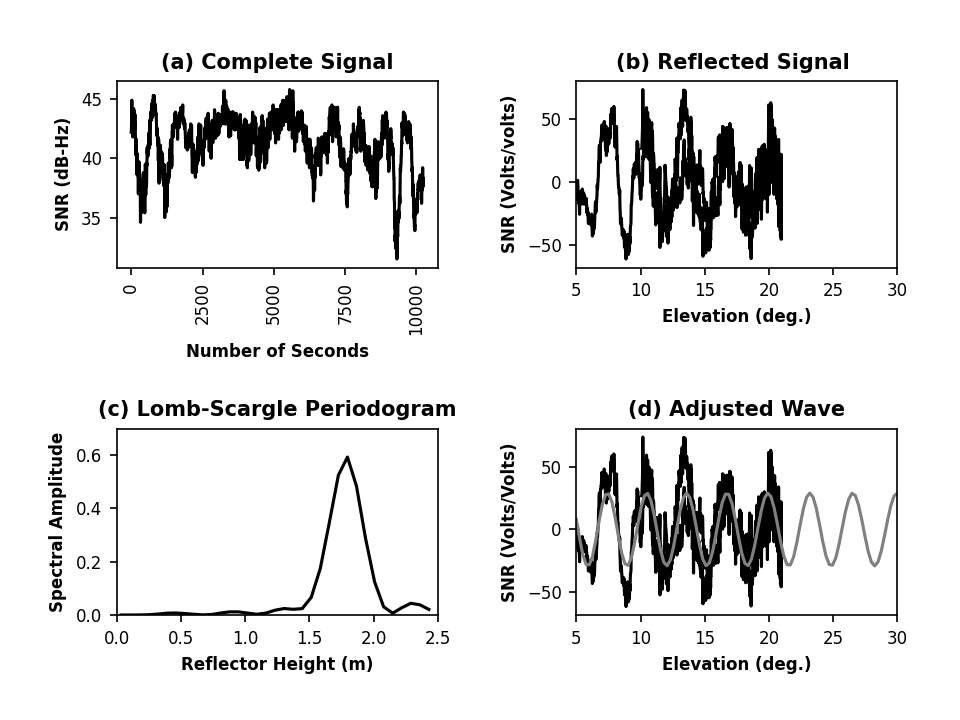 (a) Complete Signal
SNR (dB-Hz)
45
40
35
0
2500
5000
7500
10000
Number of Seconds
(b) Reflected Signal
SNR (Volts/volts)
50
0
−50
5 10 15 20 25 30
Elevation (deg.)
(c) Lomb-Scargle Periodogram
Spectral Amplitude
0.6
0.4
0.2
0.0
0.0 0.5 1.0 1.5 2.0 2.5
Reflector Height (m)
(d) Adjusted Wave
SNR (Volts/Volts)
50
0
−50
5 10 15 20 25 30
Elevation (deg.)